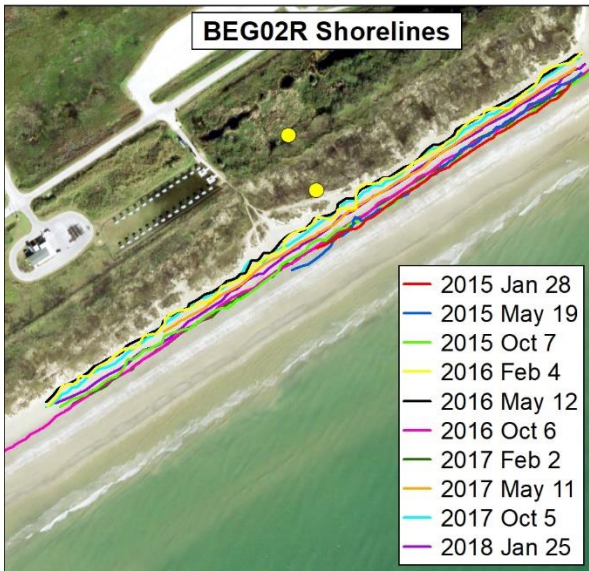 BEG02R Shorelines
2015 Jan 28
2015 May 19
2015 Oct 7
2016 Feb 4
2016 May 12
2016 Oct 6
2017 Feb 2
2017 May 11
2017 Oct 5
2018 Jan 25